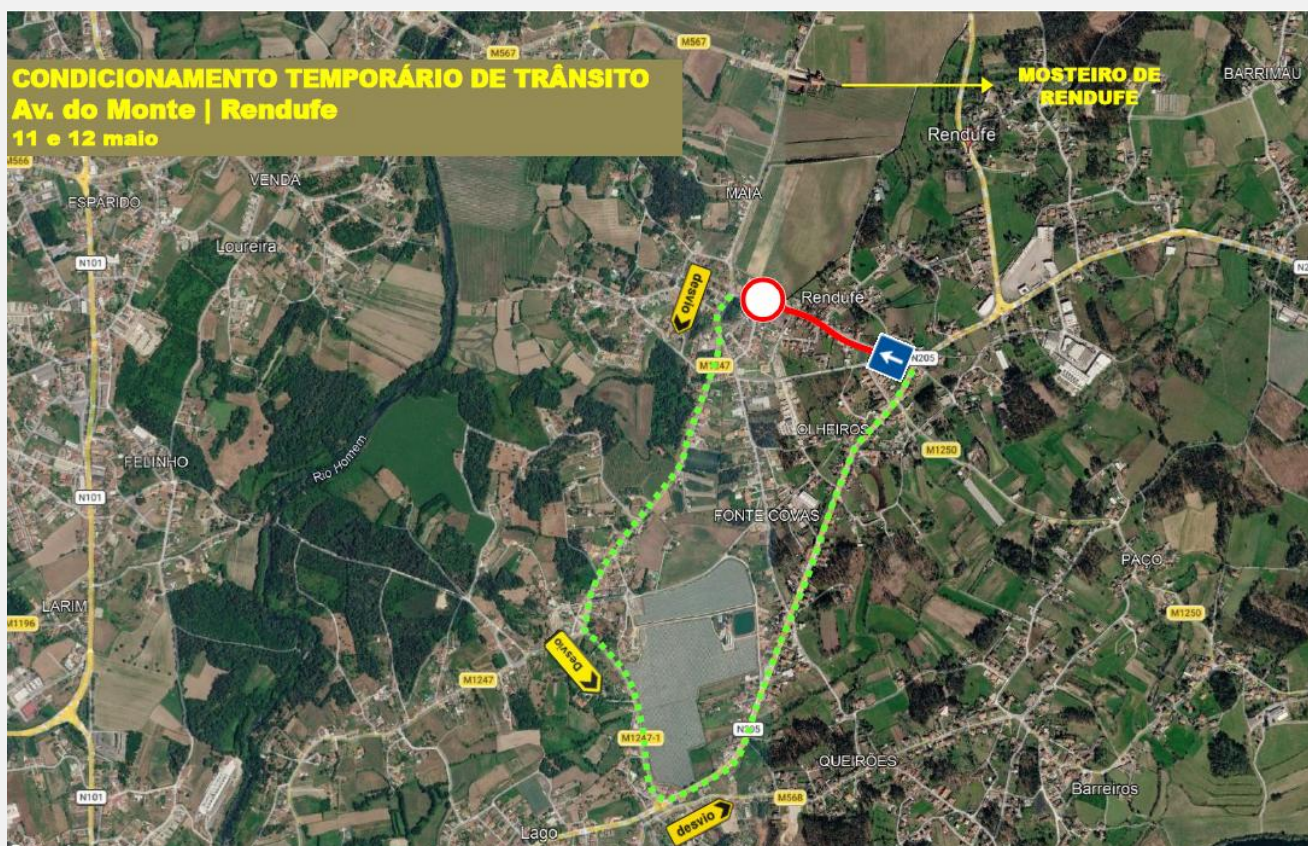 M567
M567
CONDICIONAMENTO TEMPORÁRIO DE TRÂNSITO
Av. do Monte | Rendufe
11 e 12 maio
MOSTEIRO DE
RENDUFE
BARRIMAU
Rendufe
M566
VENDA
ESPARIDO
MAIA
Loureira
N101
desvio
Rendufe
M1247
N205
OLHEIROS
M1250
Rio Homem
FELINHO
N101
FONTE COVAS
PAÇO
LARIM
M1196
M1250
Desvio
M1247
M1247-1
N205
QUEIRÓES
N101
M568
Barreiros
desvio
Lago